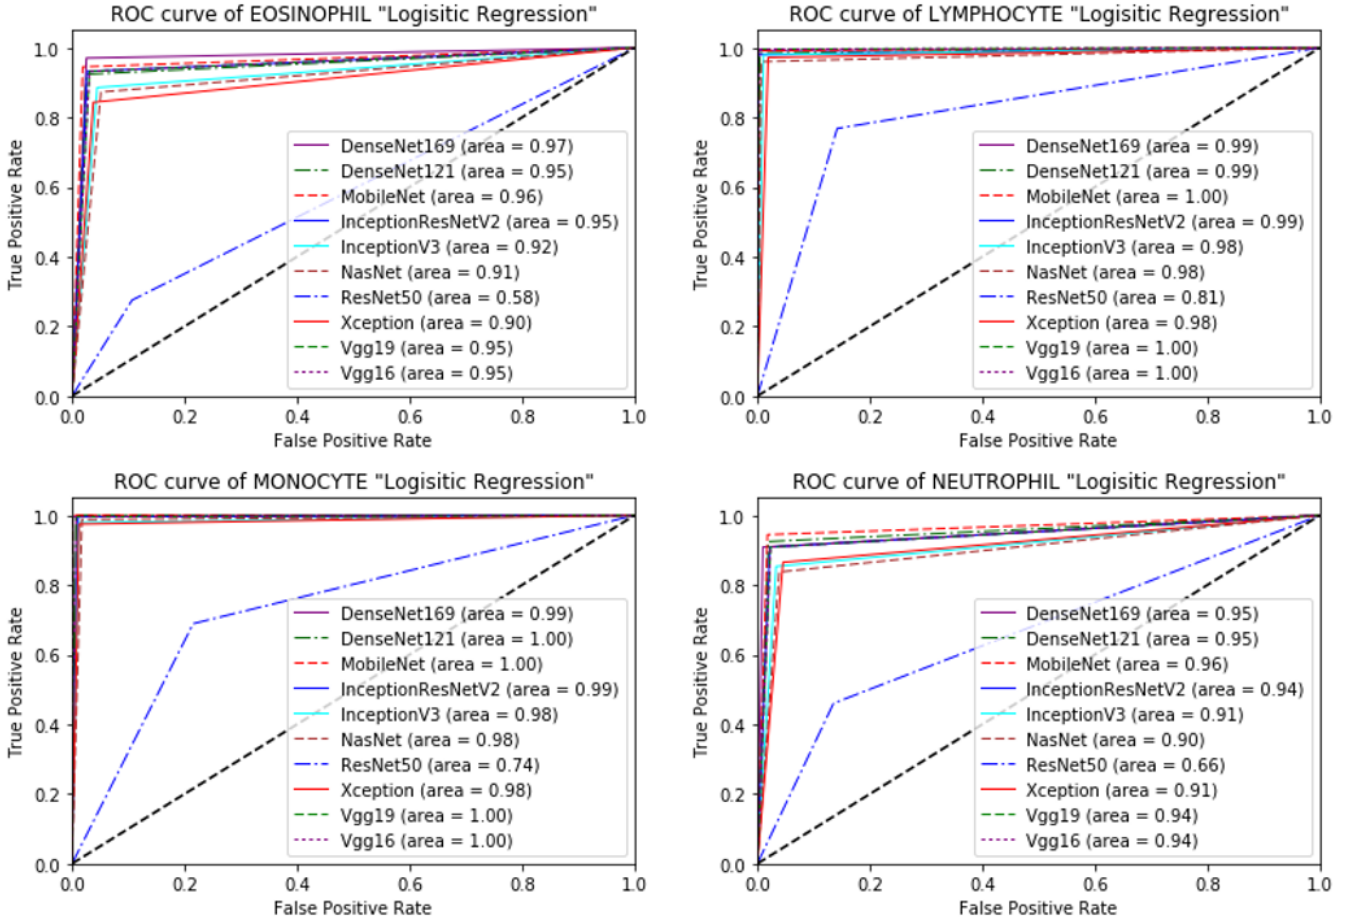 ROC curve of EOSINOPHIL "Logisitic Regression"
True Positive Rate
1.0
0.8
0.6
0.4
0.2
0.0
DenseNet169 (area = 0.97)
DenseNet121 (area = 0.95)
MobileNet (area = 0.96)
InceptionResNetV2 (area = 0.95)
InceptionV3 (area = 0.92)
NasNet (area = 0.91)
ResNet50 (area = 0.58)
Xception (area = 0.90)
Vgg19 (area = 0.95)
Vgg16 (area = 0.95)
0.0 0.2 0.4 0.6 0.8 1.0
False Positive Rate
ROC curve of LYMPHOCYTE "Logisitic Regression"
True Positive Rate
1.0
0.8
0.6
0.4
0.2
0.0
DenseNet169 (area = 0.99)
DenseNet121 (area = 0.99)
MobileNet (area = 1.00)
InceptionResNetV2 (area = 0.99)
InceptionV3 (area = 0.98)
NasNet (area = 0.98)
ResNet50 (area = 0.81)
Xception (area = 0.98)
Vgg19 (area = 1.00)
Vgg16 (area = 1.00)
0.0 0.2 0.4 0.6 0.8 1.0
False Positive Rate
ROC curve of MONOCYTE "Logisitic Regression"
True Positive Rate
1.0
0.8
0.6
0.4
0.2
0.0
DenseNet169 (area = 0.99)
DenseNet121 (area = 1.00)
MobileNet (area = 1.00)
InceptionResNetV2 (area = 0.99)
InceptionV3 (area = 0.98)
NasNet (area = 0.98)
ResNet50 (area = 0.74)
Xception (area = 0.98)
Vgg19 (area = 1.00)
Vgg16 (area = 1.00)
0.0 0.2 0.4 0.6 0.8 1.0
False Positive Rate
ROC curve of NEUTROPHIL "Logisitic Regression"
True Positive Rate
1.0
0.8
0.6
0.4
0.2
0.0
DenseNet169 (area = 0.95)
DenseNet121 (area = 0.95)
MobileNet (area = 0.96)
InceptionResNetV2 (area = 0.94)
InceptionV3 (area = 0.91)
NasNet (area = 0.90)
ResNet50 (area = 0.66)
Xception (area = 0.91)
Vgg19 (area = 0.94)
Vgg16 (area = 0.94)
0.0 0.2 0.4 0.6 0.8 1.0
False Positive Rate